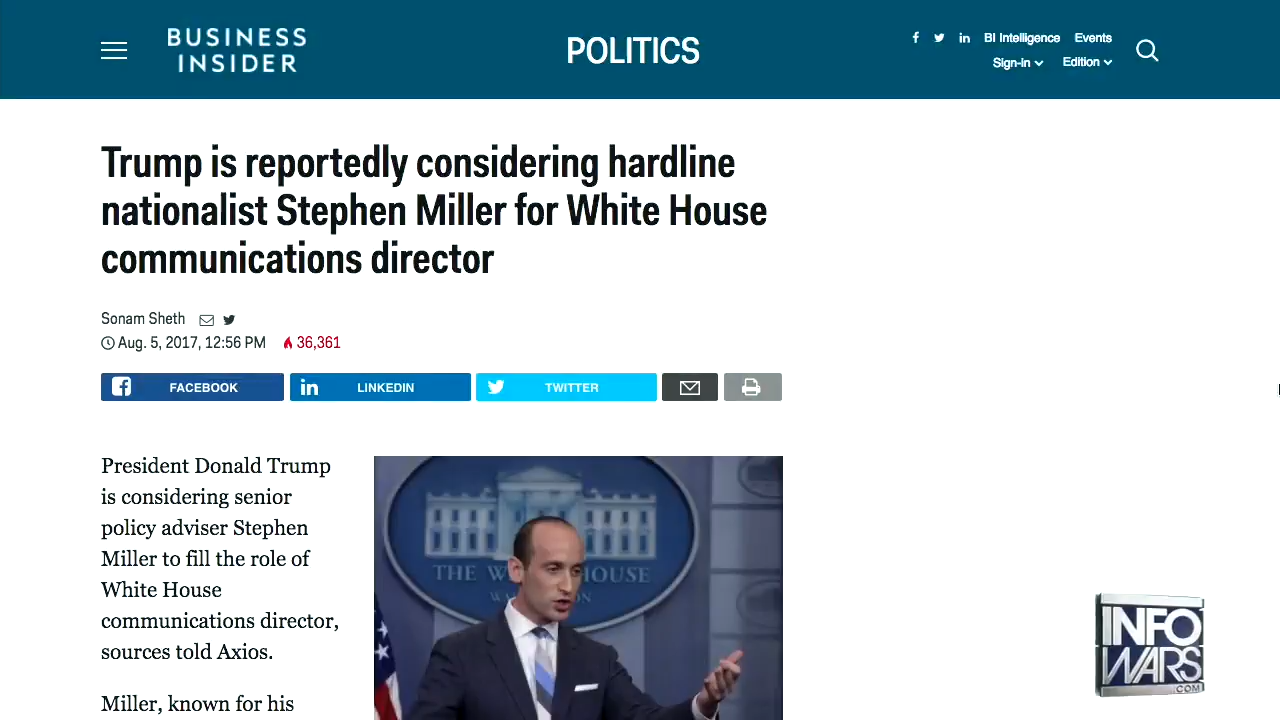 BUSINESS
INSIDER
POLITICS
BI Intelligence
Events
Sign-in
Edition
Trump is reportedly considering hardline
nationalist Stephen Miller for White House
communications director
Sonam Sheth
Aug. 5, 2017, 12:56 PM 36,361
FACEBOOK
in LINKEDIN
TWITTER
President Donald Trump
is considering senior
policy adviser Stephen
Miller to fill the role of
White House
communications director,
sources told Axios.
Miller, known for his
THE W HOUSE
INFO
WARS
.COM